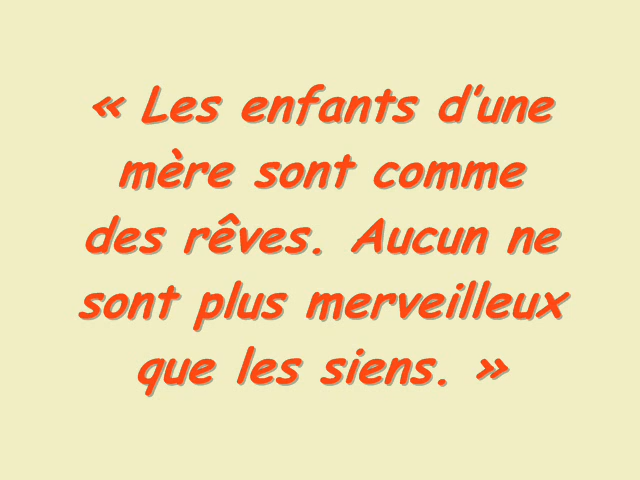 « Les enfants d'une
mère sont comme
des rêves. Aucun ne
sont plus merveilleux
que les siens. »